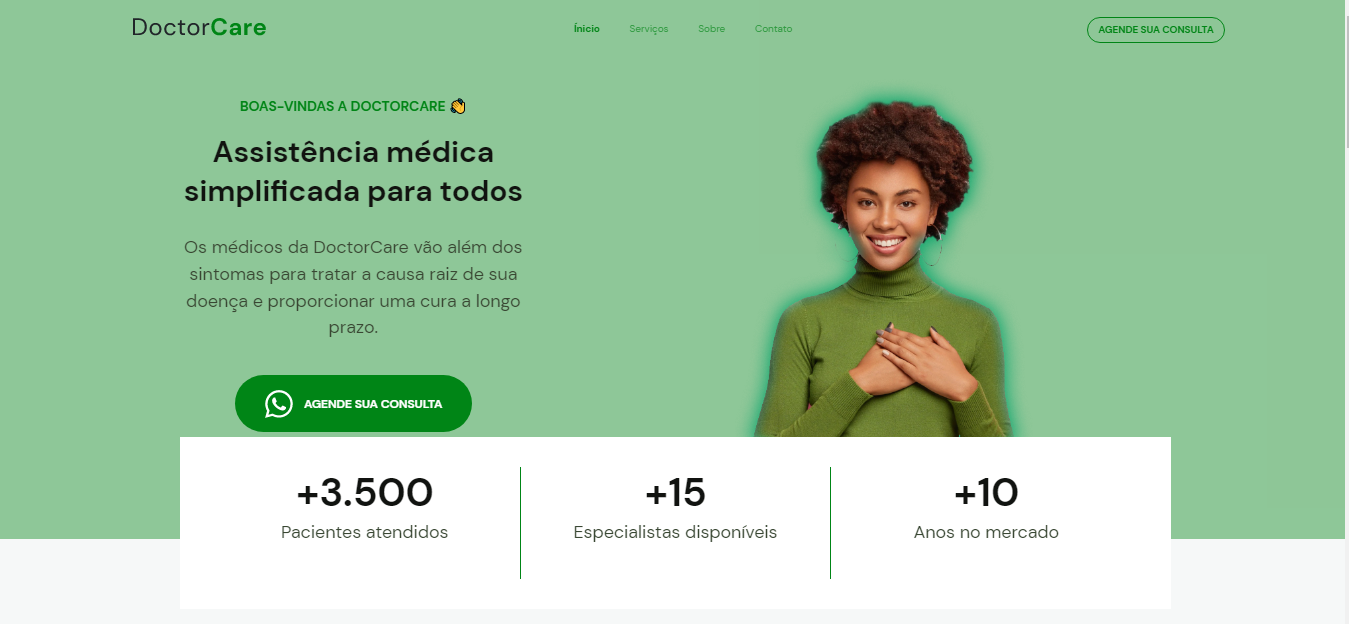 DoctorCare
Ínicio
Serviços
Sobre
Contato
AGENDE SUA CONSULTA
BOAS-VINDAS A DOCTORCARE 👋
Assistência médica
simplificada para todos
Os médicos da DoctorCare vão além dos
sintomas para tratar a causa raiz de sua
doença e proporcionar uma cura a longo
prazo.
AGENDE SUA CONSULTA
+3.500
Pacientes atendidos
+15
Especialistas disponíveis
+10
Anos no mercado